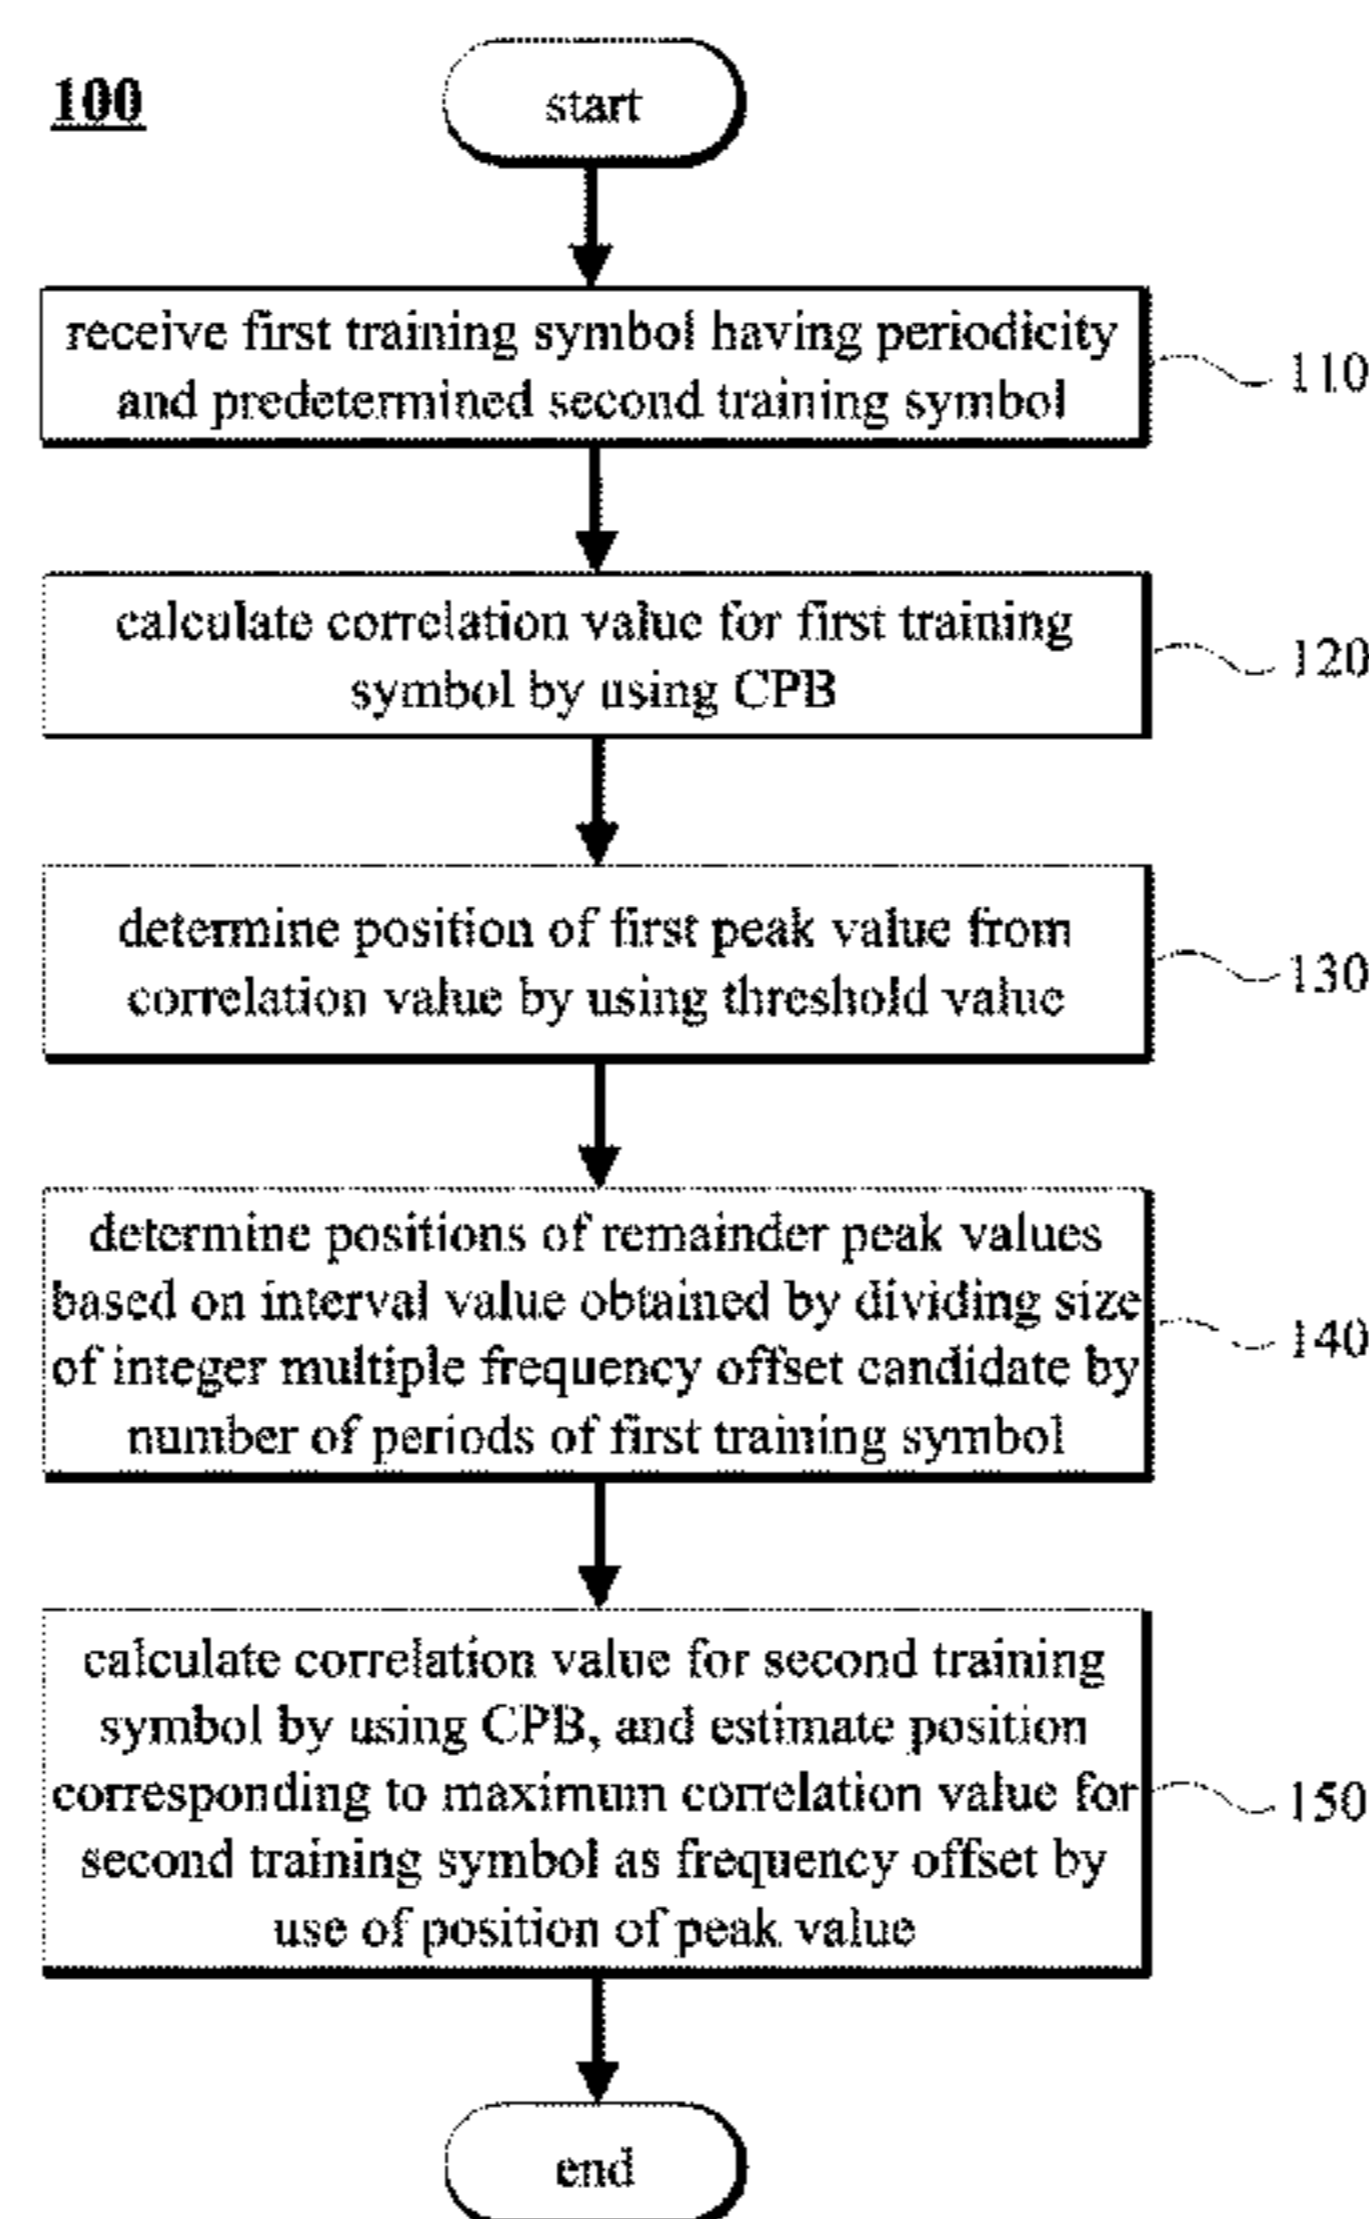 100
start
receive first training symbol having periodicity
and predetermined second training symbol
110
calculate correlation value for first training
symbol by using CPB
120
determine position of first peak value from
correlation value by using threshold value
130
determine positions of remainder peak values
based on interval value obtained by dividing size
of integer multiple frequency offset candidate by
number of periods of first training symbol
140
calculate correlation value for second training
symbol by using CPB, and estimate position
corresponding to maximum correlation value for
second training symbol as frequency offset by
use of position of peak value
150
end